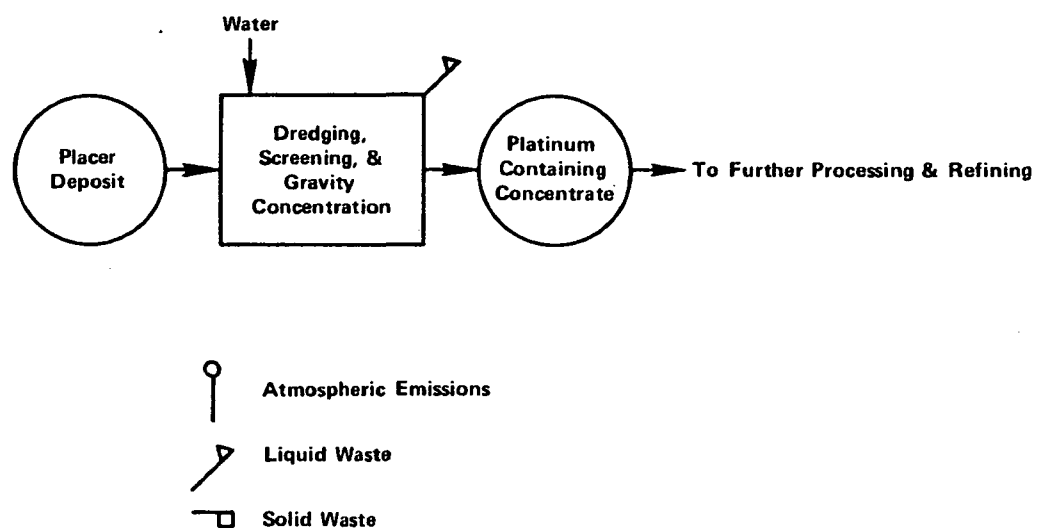 Water
Placer
Deposit
Dredging,
Screening, &
Gravity
Concentration
Platinum
Containing
Concentrate
To Further Processing & Refining
Atmospheric Emissions
Liquid Waste
Solid Waste